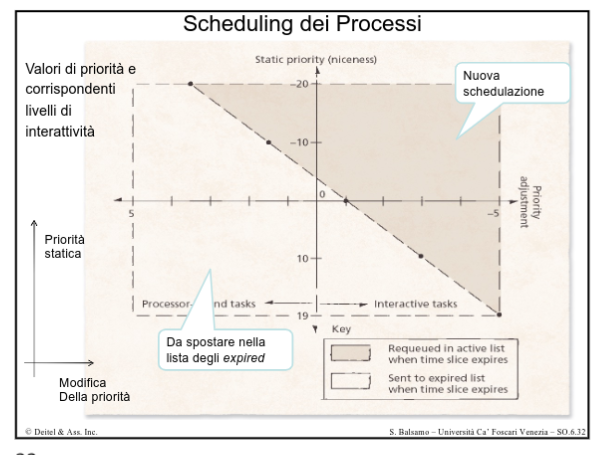 Scheduling dei Processi
Valori di priorità e
corrispondenti
livelli di
interattività
Static priority (niceness)
Nuova
schedulazione
–20
–10
0
5
–5
Priority
adjustment
Priorità
statica
10
Processor- nd tasks
Interactive tasks
19
Key
Da spostare nella
lista degli expired
Requeued in active list
when time slice expires
Sent to expired list
when time slice expires
Modifica
Della priorità
© Deitel & Ass. Inc.
S. Balsamo – Università Ca’ Foscari Venezia – SO.6.32